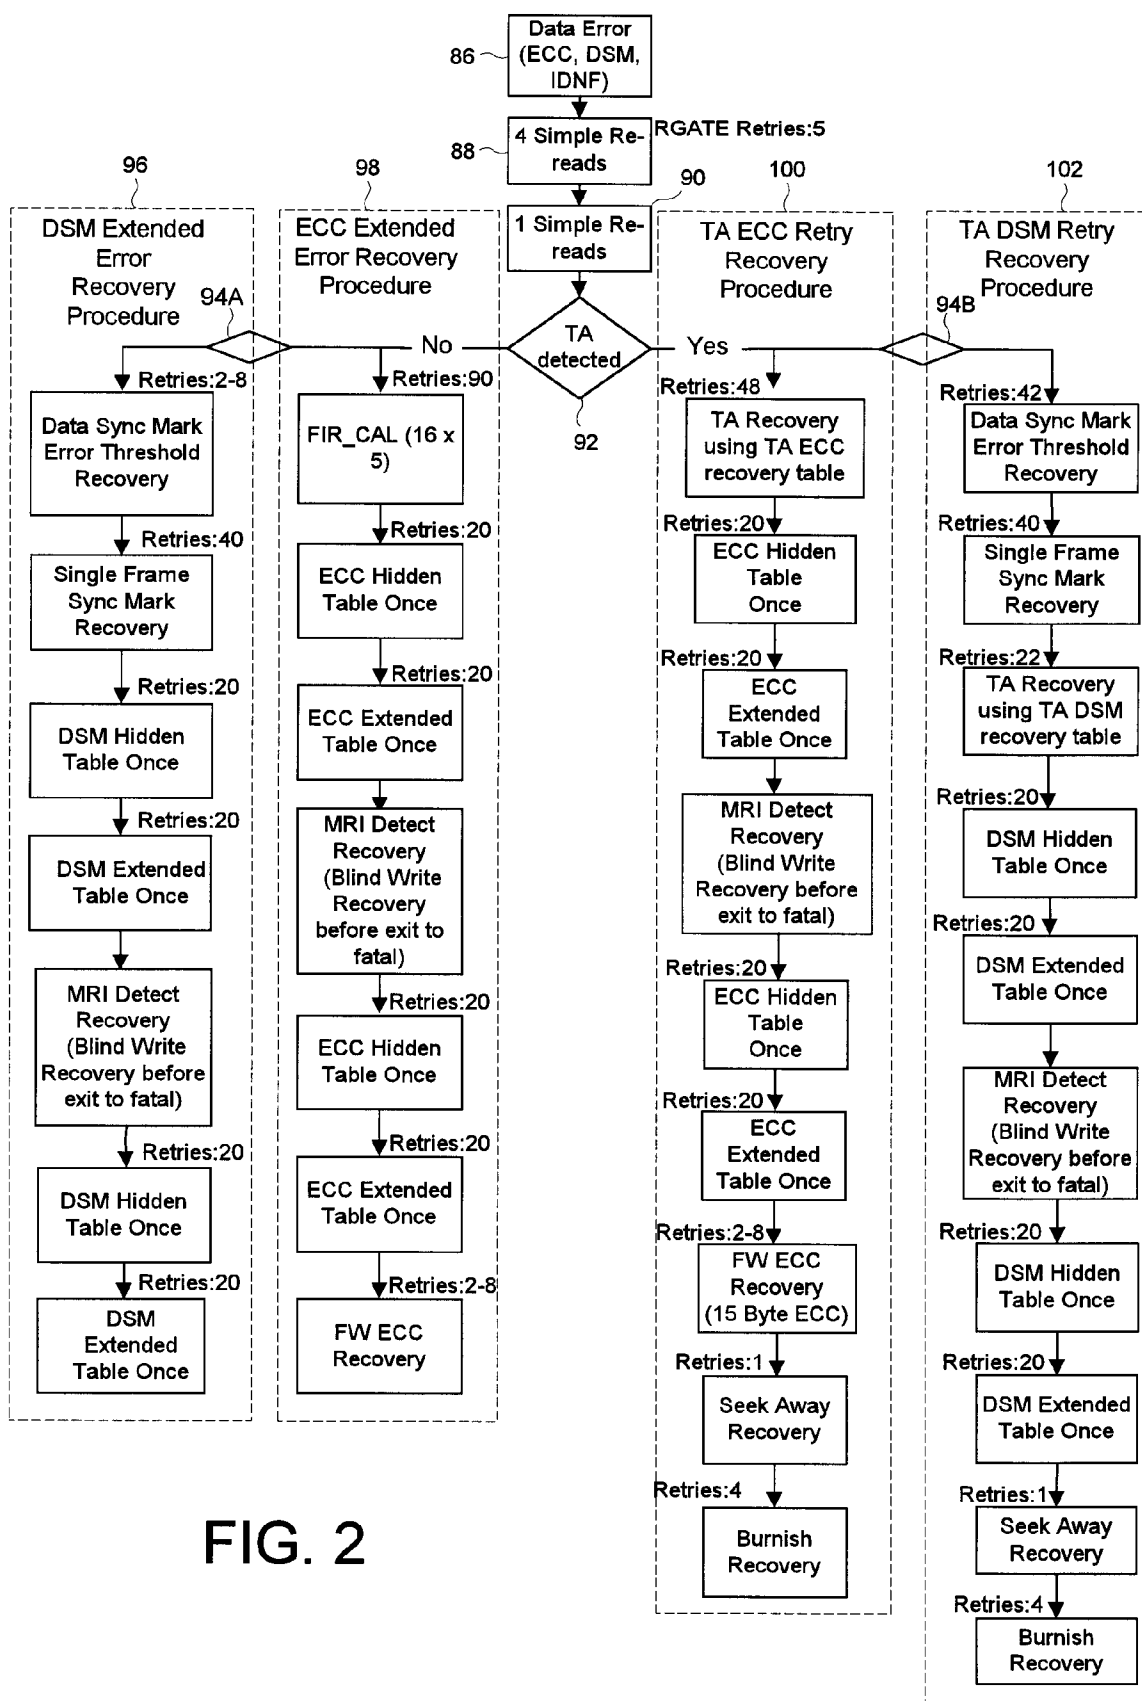 Data Error
(ECC, DSM,
IDNF)
86
RGATE Retries:5
4 Simple Re-
reads
88
90
1 Simple Re-
reads
TA
detected
92
No
Yes
96
DSM Extended
Error
Recovery
Procedure
94A
Retries:2-8
Data Sync Mark
Error Threshold
Recovery
Retries:40
Single Frame
Sync Mark
Recovery
Retries:20
DSM Hidden
Table Once
Retries:20
DSM Extended
Table Once
MRI Detect
Recovery
(Blind Write
Recovery before
exit to fatal)
Retries:20
DSM Hidden
Table Once
Retries:20
DSM
Extended
Table Once
98
ECC Extended
Error Recovery
Procedure
Retries:90
FIR_CAL (16 x
5)
Retries:20
ECC Hidden
Table Once
Retries:20
ECC Extended
Table Once
MRI Detect
Recovery
(Blind Write
Recovery
before exit to
fatal)
Retries:20
ECC Hidden
Table Once
Retries:20
ECC Extended
Table Once
Retries:2-8
FW ECC
Recovery
100
TA ECC Retry
Recovery
Procedure
Retries:48
TA Recovery
using TA ECC
recovery table
Retries:20
ECC Hidden
Table
Once
Retries:20
ECC
Extended
Table Once
MRI Detect
Recovery
(Blind Write
Recovery before
exit to fatal)
Retries:20
ECC Hidden
Table
Once
Retries:20
ECC
Extended
Table Once
Retries:2-8
FW ECC
Recovery
(15 Byte ECC)
Retries:1
Seek Away
Recovery
Retries:4
Burnish
Recovery
102
TA DSM Retry
Recovery
Procedure
94B
Retries:42
Data Sync Mark
Error Threshold
Recovery
Retries:40
Single Frame
Sync Mark
Recovery
Retries:22
TA Recovery
using TA DSM
recovery table
Retries:20
DSM Hidden
Table Once
Retries:20
DSM Extended
Table Once
MRI Detect
Recovery
(Blind Write
Recovery before
exit to fatal)
Retries:20
DSM Hidden
Table Once
Retries:20
DSM Extended
Table Once
Retries:1
Seek Away
Recovery
Retries:4
Burnish
Recovery
FIG. 2